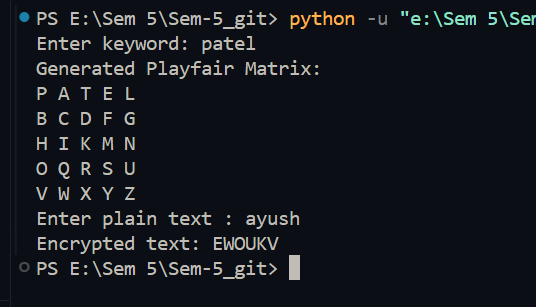 PS E:\Sem 5\Sem-5_git> python -u "e:\Sem 5\Sem
Enter keyword: patel
Generated Playfair Matrix:
P A T E L
B C D F G
H I K M N
O Q R S U
V W X Y Z
Enter plain text : ayush
Encrypted text: EWOUKV
PS E:\Sem 5\Sem-5_git>